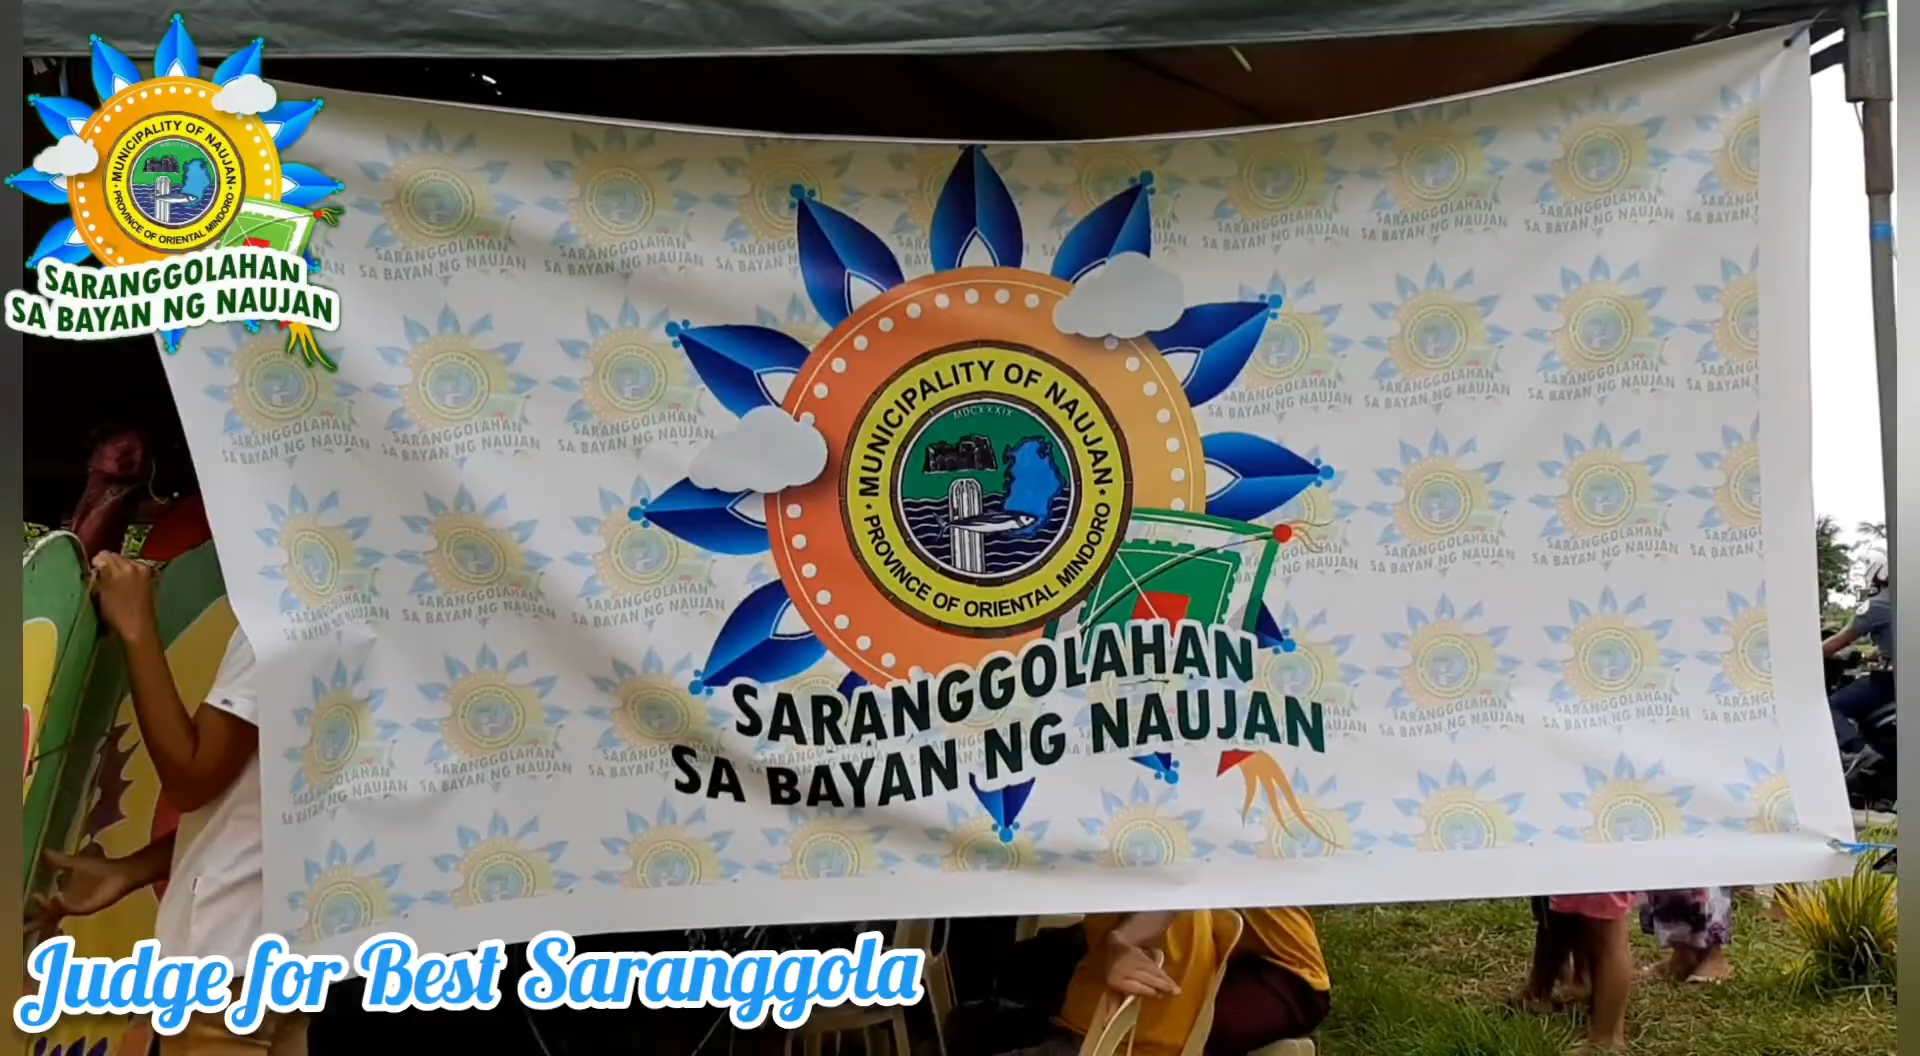 MUNICIPALITY OF NAUJAN
PROVINCE OF ORIENTAL MINDORO
SARANGGOLAHAN
SA BAYAN NG NAUJAN
MUNICIPALITY OF NAUJAN
MDCXXXIX
PROVINCE OF ORIENTAL MINDORO
SARANGGOLAHAN
SA BAYAN NG NAUJAN
Judge for Best Saranggola